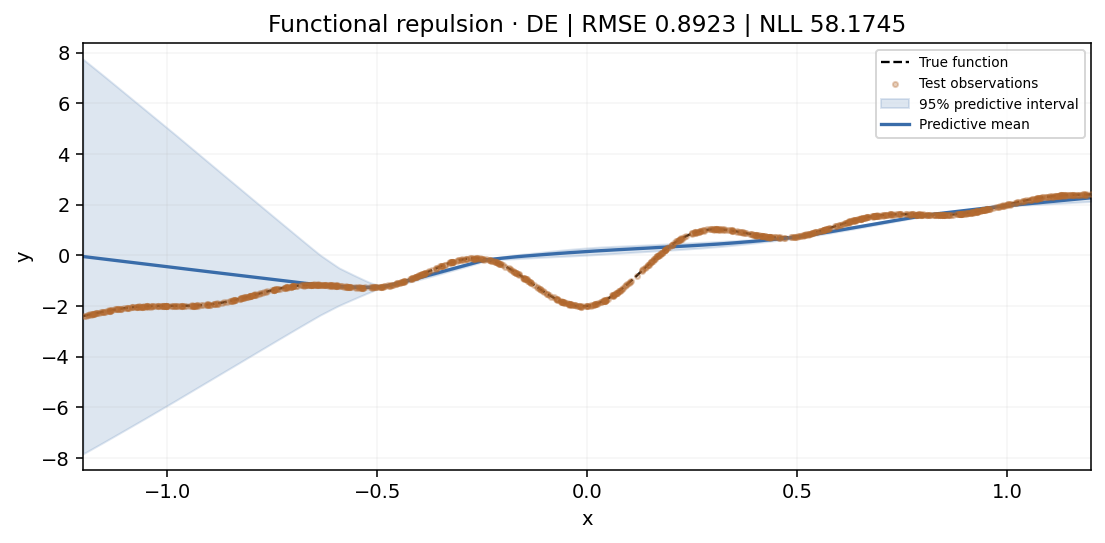 Functional repulsion · DE | RMSE 0.8923 | NLL 58.1745
True function
Test observations
95% predictive interval
Predictive mean
8
6
4
2
0
−2
−4
−6
−8
y
−1.0
−0.5
0.0
0.5
1.0
x